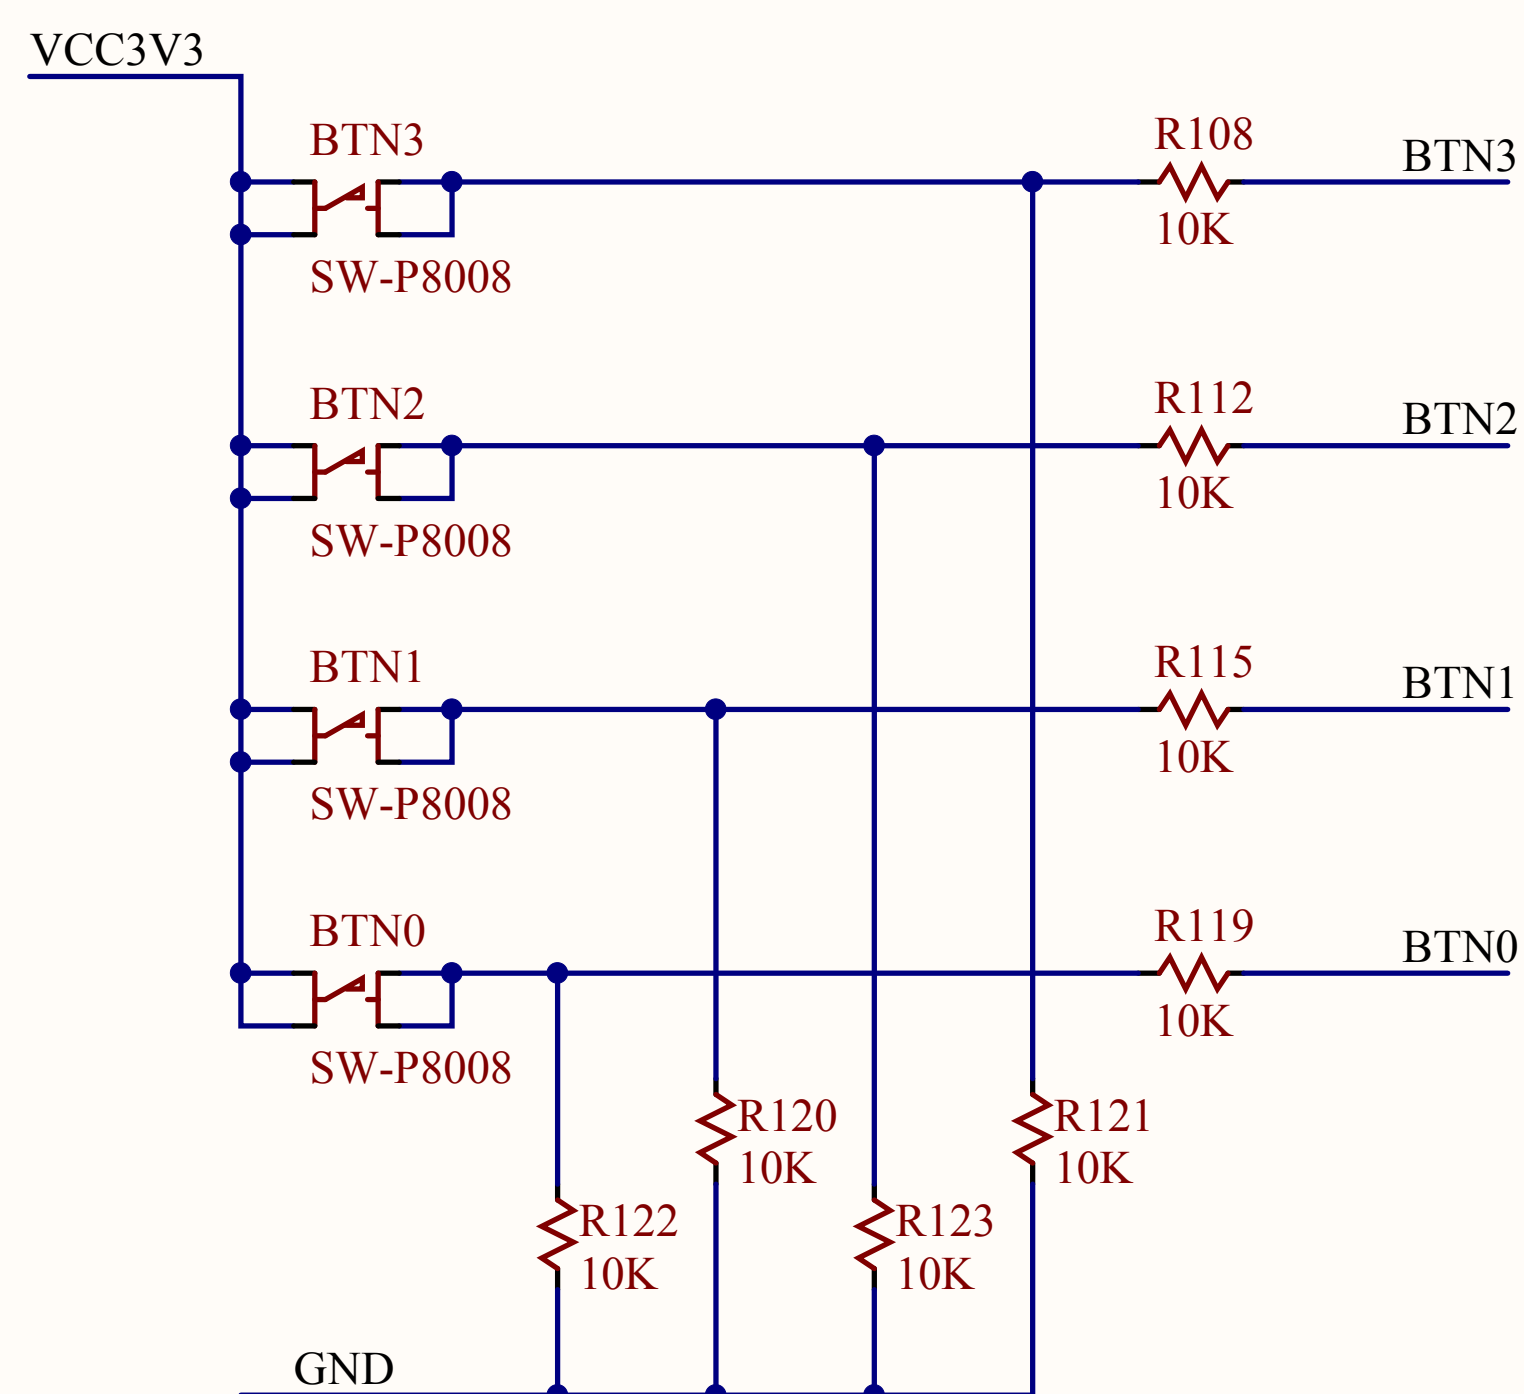 VCC3V3
BTN3
R108
BTN3
10K
SW-P8008
BTN2
R112
BTN2
10K
SW-P8008
BTN1
R115
BTN1
10K
SW-P8008
BTN0
R119
BTN0
10K
SW-P8008
R120
10K
R121
10K
R122
10K
R123
10K
GND